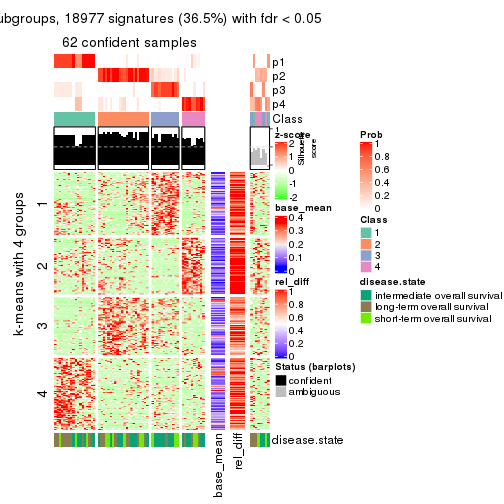 ubgroups, 18977 signatures (36.5%) with fdr < 0.05
62 confident samples
p1
p2
p3
p4
Class
1
Silhouette
score
k-means with 4 groups
1
2
3
4
base_mean
rel_diff
disease.state
z-score
2
1
0
-1
-2
base_mean
0.4
0.3
0.2
0.1
0
rel_diff
1
0.8
0.6
0.4
0.2
0
Status (barplots)
confident
ambiguous
Prob
1
0.8
0.6
0.4
0.2
0
Class
1
2
3
4
disease.state
intermediate overall survival
long-term overall survival
short-term overall survival